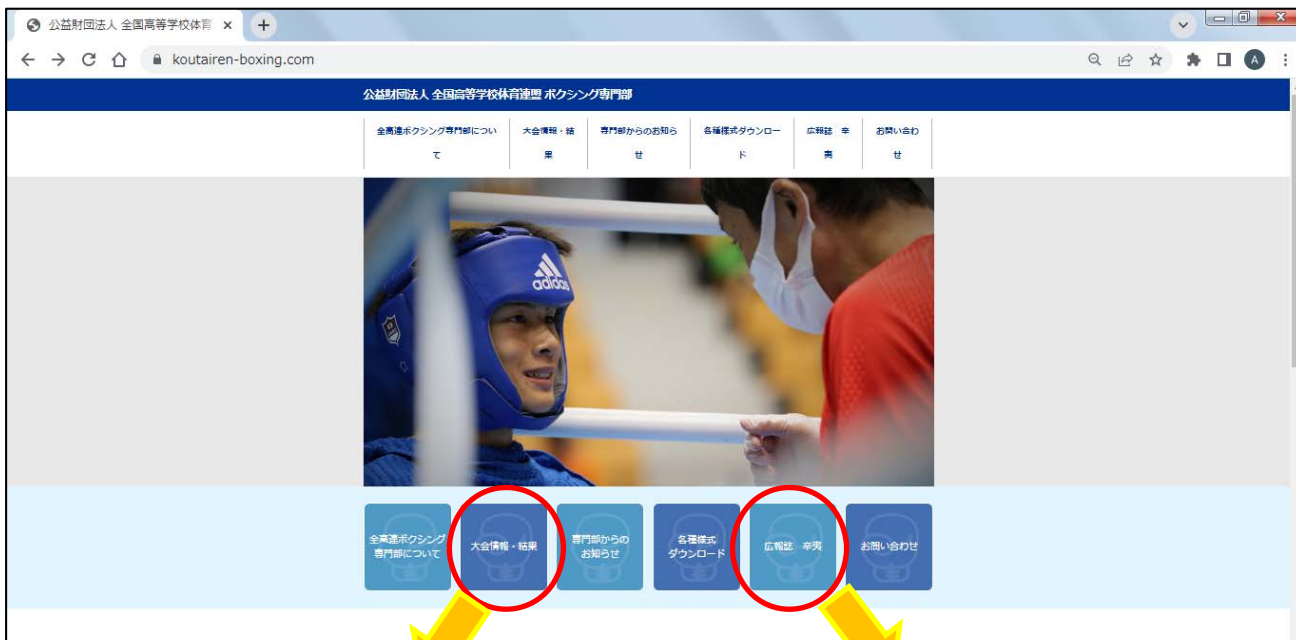 公益財団法人 全国高等学校体育
koutairen-boxing.com
A
公益財団法人 全国高等学校体育連盟 ボクシング専門部
全高連ボクシング専門部につい
て
大会情報・結
果
専門部からのお知ら
せ
各種様式ダウンロー
ド
広報誌 辛
夷
お問い合わ
せ
adidas
全高連ボクシング
専門部について
大会情報・結果
専門部からの
お知らせ
各種様式
ダウンロード
広報誌 辛夷
お問い合わせ